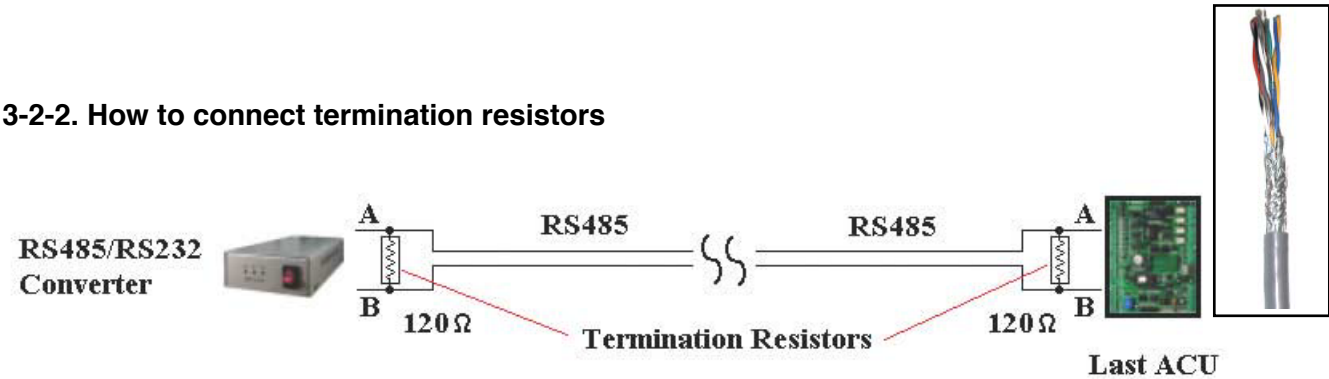 3-2-2. How to connect termination resistors
A
RS485
RS485
A
RS485/RS232
Converter
B
120Ω
Termination Resistors
120Ω
B
Last ACU